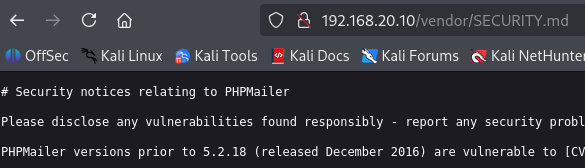 192.168.20.10/vendor/SECURITY.md
OffSec Kali Linux Kali Tools Kali Docs Kali Forums Kali NetHunter
# Security notices relating to PHPMailer
Please disclose any vulnerabilities found responsibly - report any security
PHPMailer versions prior to 5.2.18 (released December 2016) are vulnerable to [CV